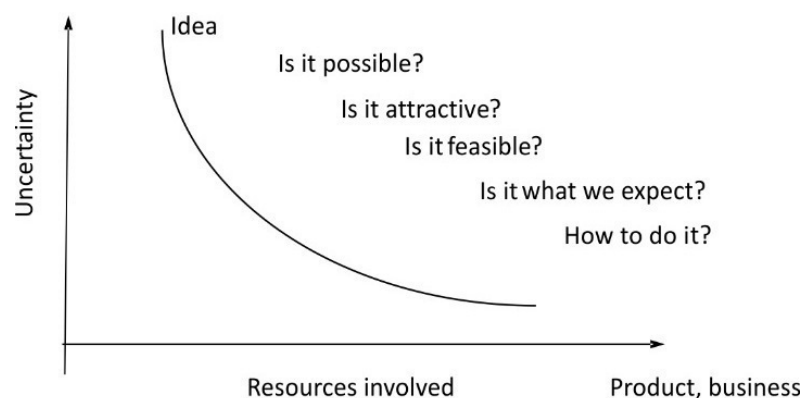 Idea
Is it possible?
Is it attractive?
Is it feasible?
Is it what we expect?
How to do it?
Uncertainty
Resources involved
Product, business